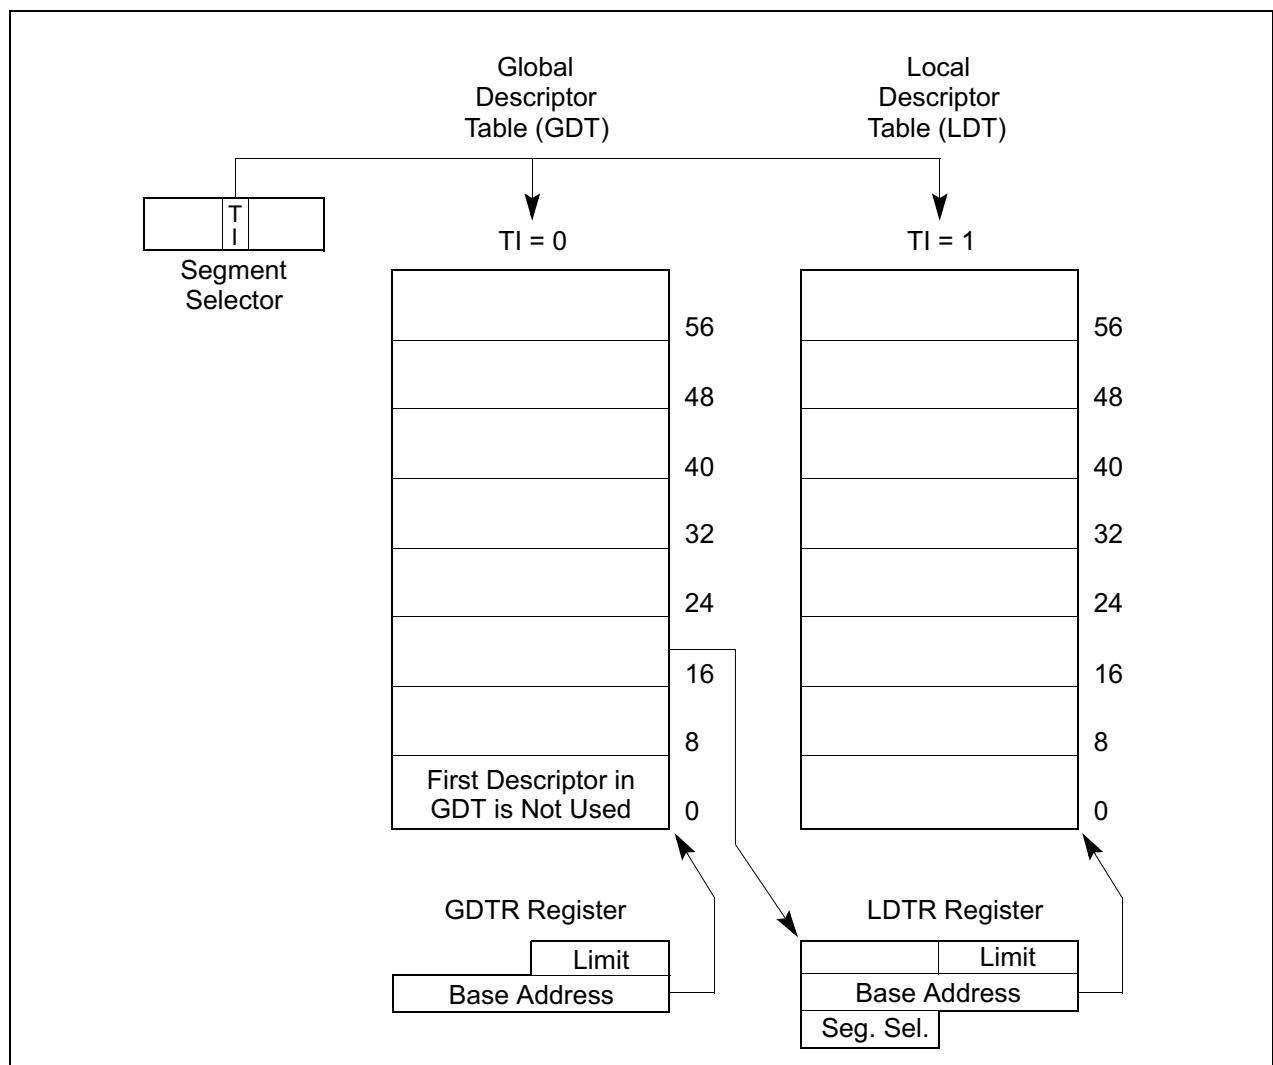 Global
Descriptor
Table (GDT)
Local
Descriptor
Table (LDT)
T
I
Segment
Selector
TI = 0
TI = 1
56
48
40
32
24
16
8
First Descriptor in
GDT is Not Used
0
56
48
40
32
24
16
8
0
GDTR Register
Limit
Base Address
LDTR Register
Limit
Base Address
Seg. Sel.